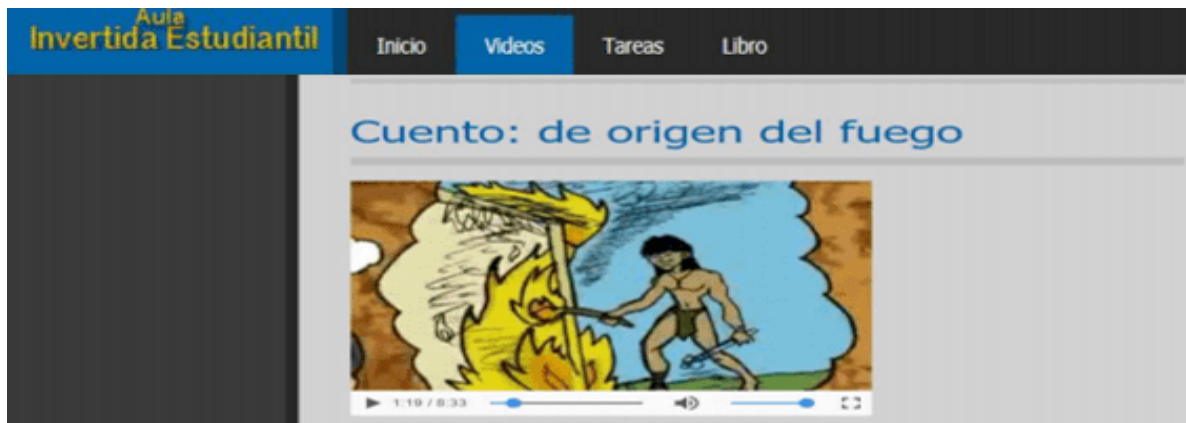 Aula
Invertida Estudiantil
Inicio Videos Tareas Libro
Cuento: de origen del fuego
1:19 / 8:33